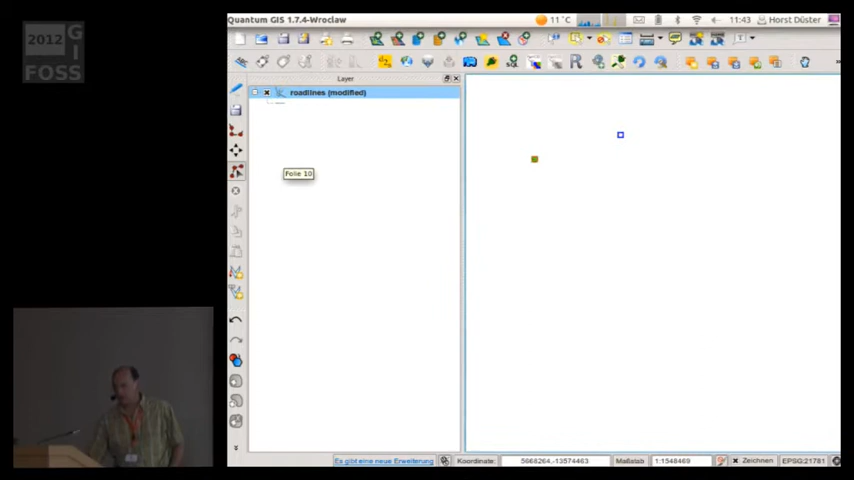 2012 GI
FOSS
Quantum GIS 1.7.4-Wroclaw
11 °C
11:43
Horst Düster
Layer
roadlines (modified)
Folie 10
Es gibt eine neue Erweiterung
Koordinate:
5668264,-13574463
Maßstab
1:1548469
Zeichnen
EPSG:21781